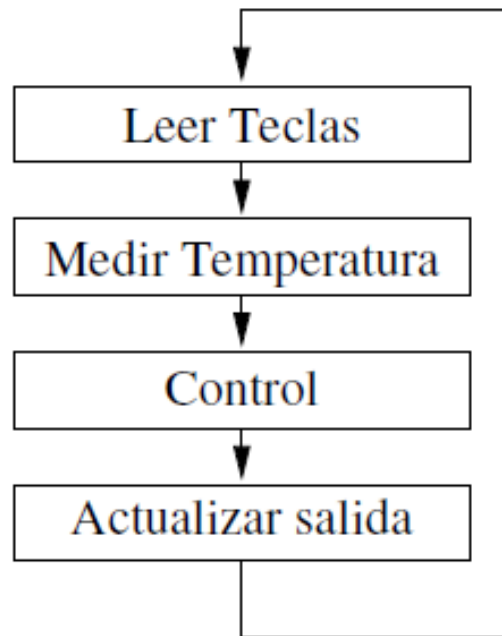 Leer Teclas
Medir Temperatura
Control
Actualizar salida